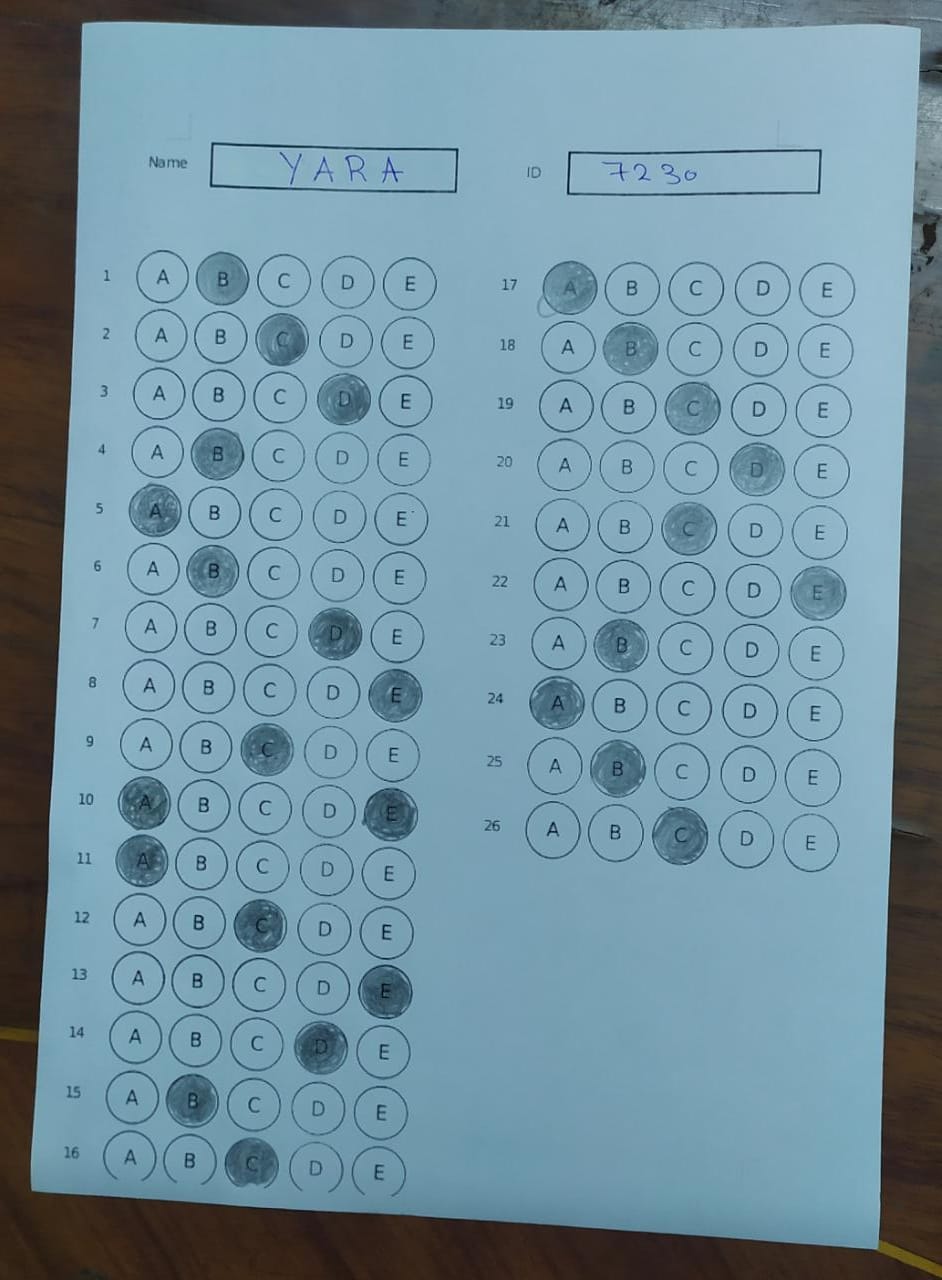 Name YARA ID 7230
1 A B C D E
2 A B C D E
3 A B C D E
4 A B C D E
5 A B C D E
6 A B C D E
7 A B C D E
8 A B C D E
9 A B C D E
10 A B C D E
11 A B C D E
12 A B C D E
13 A B C D E
14 A B C D E
15 A B C D E
16 A B C D E
17 A B C D E
18 A B C D E
19 A B C D E
20 A B C D E
21 A B C D E
22 A B C D E
23 A B C D E
24 A B C D E
25 A B C D E
26 A B C D E